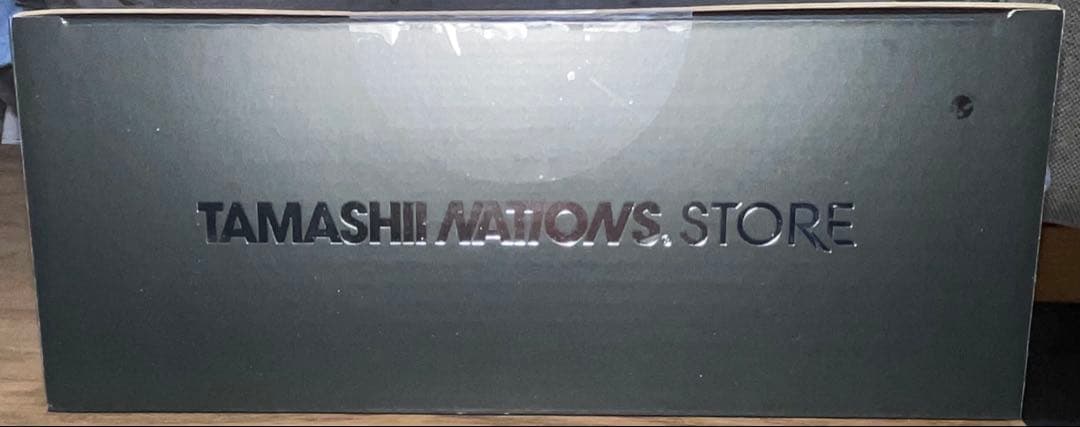 TAMASHII NATIONS. STORE